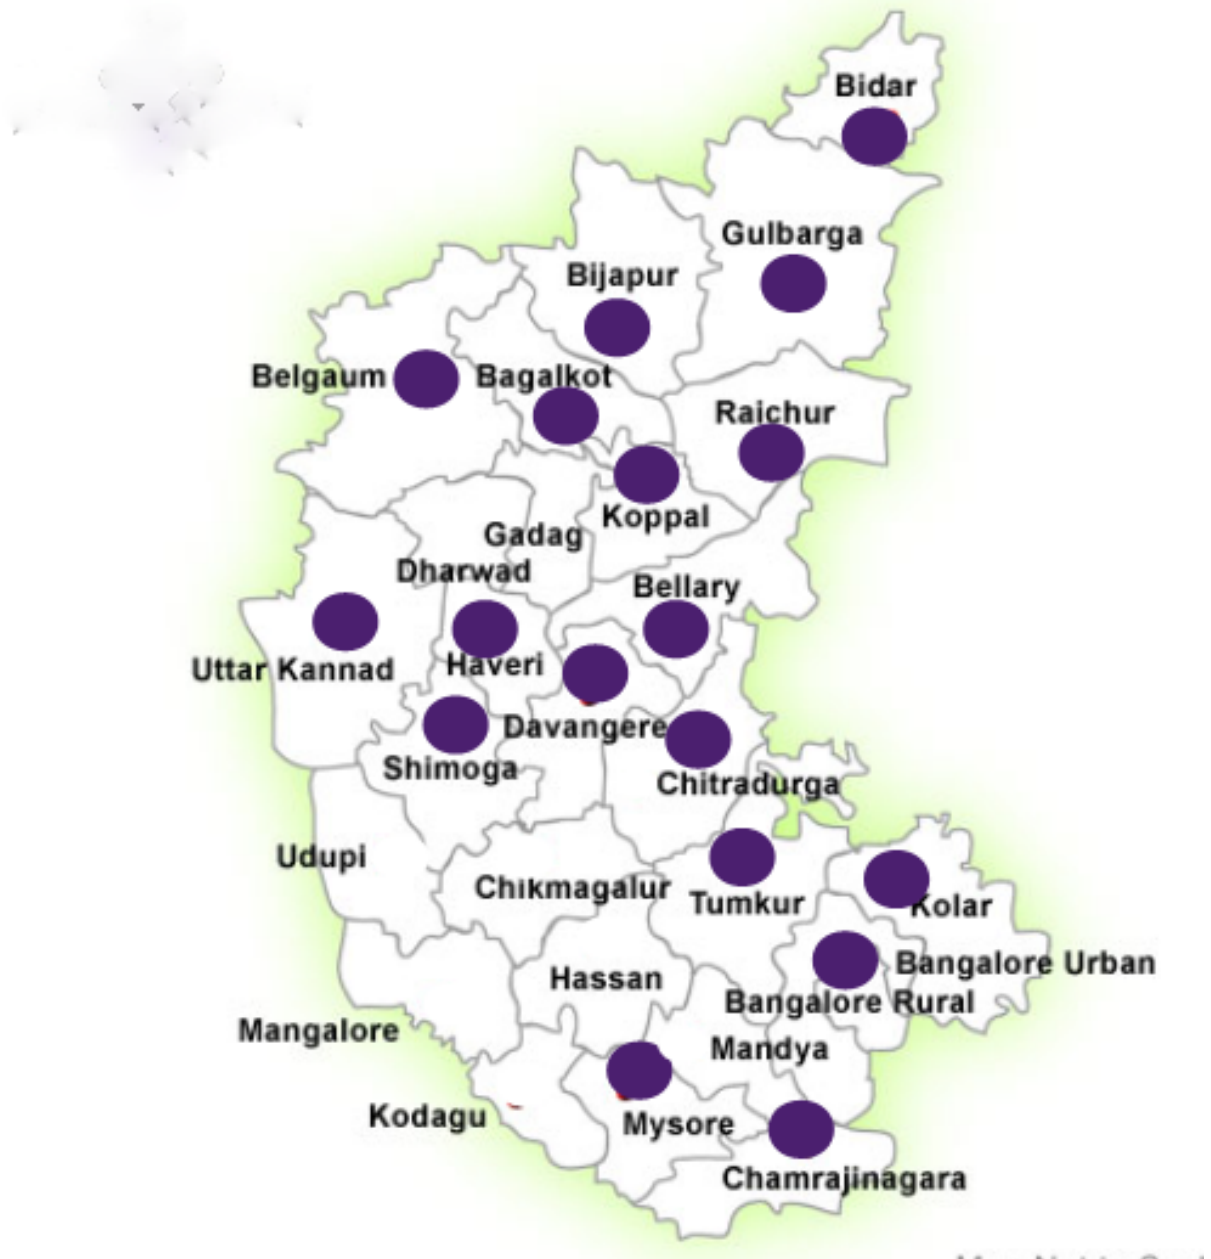 Bidar
Gulbarga
Bijapur
Belgaum
Bagalkot
Raichur
Koppal
Gadag
Dharwad
Bellary
Haveri
Uttar Kannad
Davangere
Shimoga
Chitradurga
Udupi
Chikmagalur
Tumkur
Kolar
Bangalore Urban
Hassan
Bangalore Rural
Mangalore
Mandya
Kodagu
Mysore
Chamrajinagara